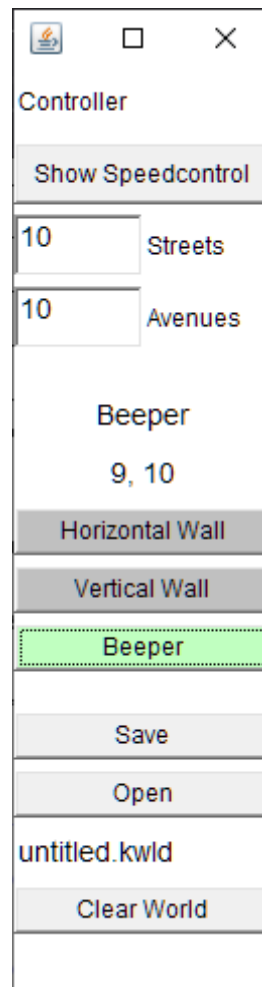 Controller
Show Speedcontrol
10 Streets
10 Avenues
Beeper
9, 10
Horizontal Wall
Vertical Wall
Beeper
Save
Open
untitled.kwld
Clear World